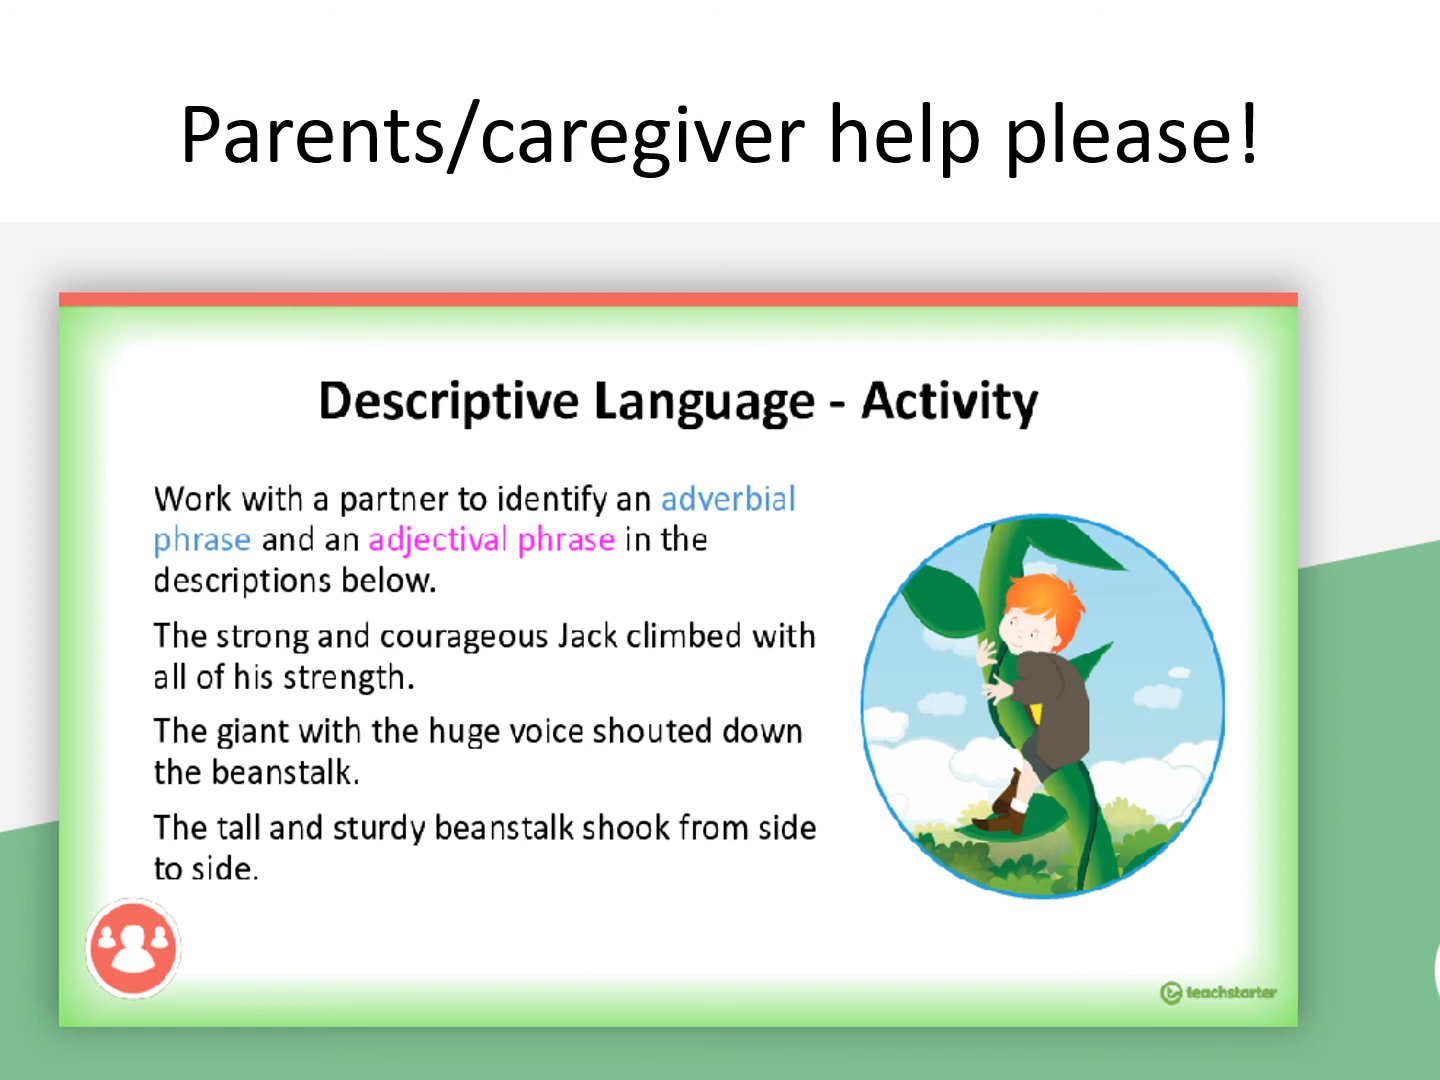 Parents/caregiver help please!
Descriptive Language - Activity
Work with a partner to identify an adverbial
phrase and an adjectival phrase in the
descriptions below.
The strong and courageous Jack climbed with
all of his strength.
The giant with the huge voice shouted down
the beanstalk.
The tall and sturdy beanstalk shook from side
to side.
teachstarter